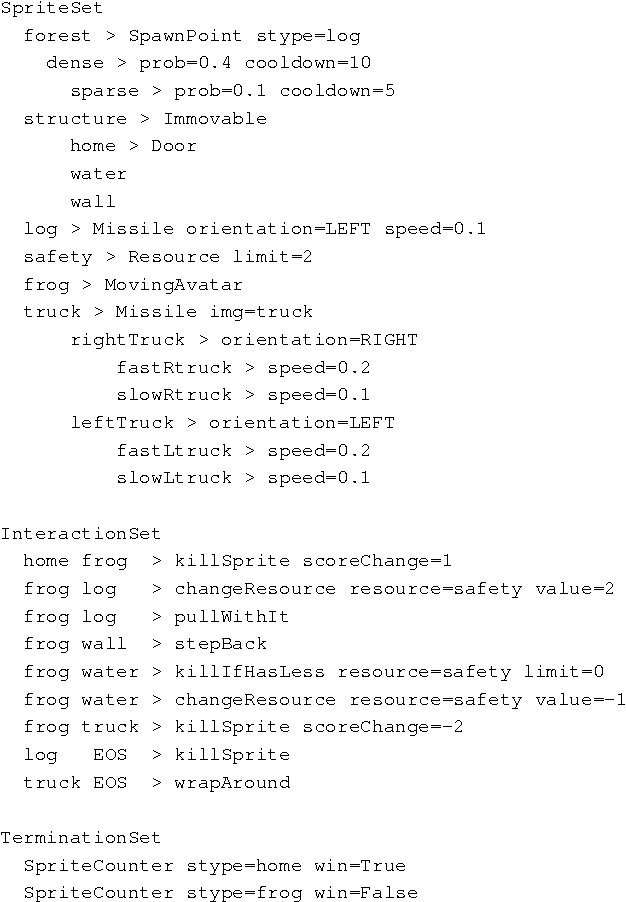 SpriteSet
forest > SpawnPoint stype=log
dense > prob=0.4 cooldown=10
sparse > prob=0.1 cooldown=5
structure > Immovable
home > Door
water
wall
log > Missile orientation=LEFT speed=0.1
safety > Resource limit=2
frog > MovingAvatar
truck > Missile img=truck
rightTruck > orientation=RIGHT
fastRtruck > speed=0.2
slowRtruck > speed=0.1
leftTruck > orientation=LEFT
fastLtruck > speed=0.2
slowLtruck > speed=0.1
InteractionSet
home frog > killSprite scoreChange=1
frog log > changeResource resource=safety value=2
frog log > pullWithIt
frog wall > stepBack
frog water > killIfHasLess resource=safety limit=0
frog water > changeResource resource=safety value=-1
frog truck > killSprite scoreChange=-2
log EOS > killSprite
truck EOS > wrapAround
TerminationSet
SpriteCounter stype=home win=True
SpriteCounter stype=frog win=False